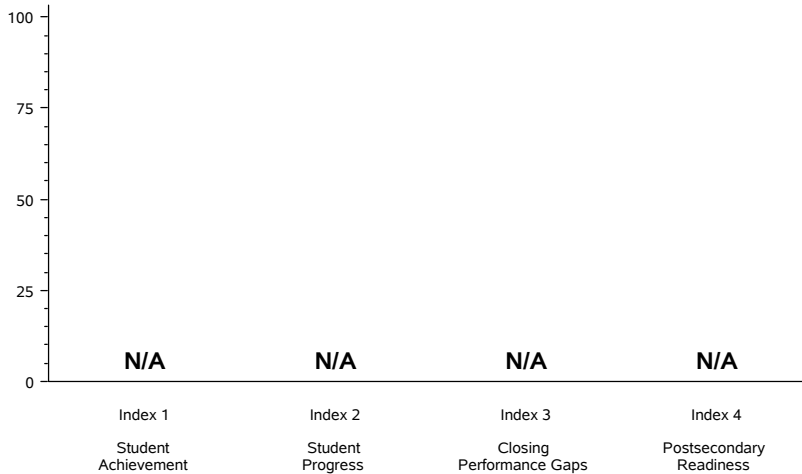 100
75
50
25
0
N/A N/A N/A N/A
Index 1 Index 2 Index 3 Index 4
Student Student Closing Postsecondary
Achievement Progress Performance Gaps Readiness